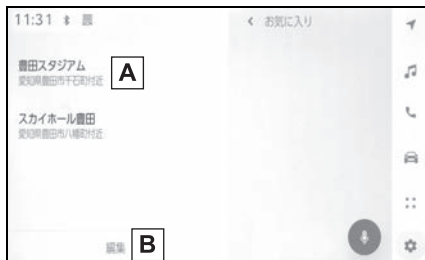 11:31
< お気に入り
豊田スタジアム
愛知県豊田市千石町付近
A
スカイホール豊田
愛知県豊田市八幡町付近
編集
B